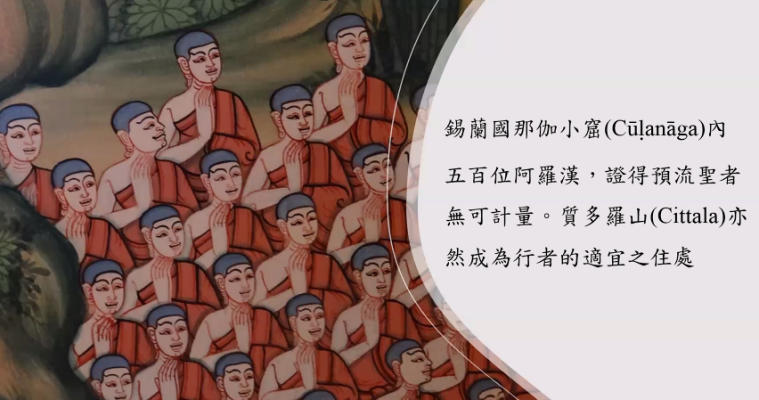 錫蘭國那伽小窟(Cūḷanāga)內
五百位阿羅漢，證得預流聖者
無可計量。質多羅山(Cittala)亦
然成為行者的適宜之住處